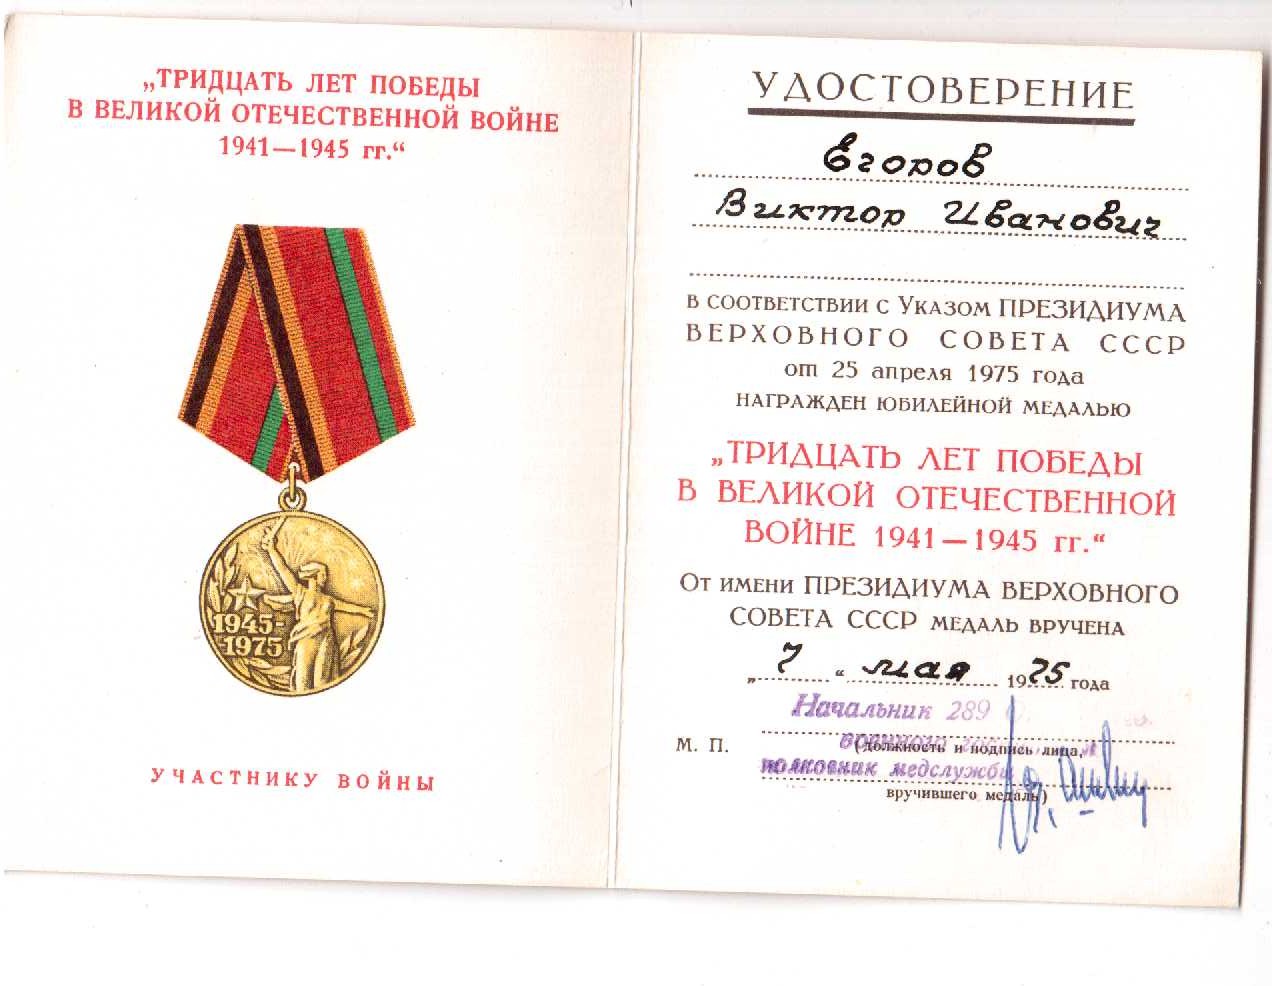 „ТРИДЦАТЬ ЛЕТ ПОБЕДЫ
В ВЕЛИКОЙ ОТЕЧЕСТВЕННОЙ ВОЙНЕ
1941—1945 гг.“
1945-
1975
УЧАСТНИКУ ВОЙНЫ
УДОСТОВЕРЕНИЕ
Егоров
Виктор Иванович
В СООТВЕТСТВИИ С УКАЗОМ ПРЕЗИДИУМА
ВЕРХОВНОГО СОВЕТА СССР
от 25 апреля 1975 года
НАГРАЖДЕН ЮБИЛЕЙНОЙ МЕДАЛЬЮ
„ТРИДЦАТЬ ЛЕТ ПОБЕДЫ
В ВЕЛИКОЙ ОТЕЧЕСТВЕННОЙ
ВОЙНЕ 1941—1945 гг.“
ОТ ИМЕНИ ПРЕЗИДИУМА ВЕРХОВНОГО
СОВЕТА СССР МЕДАЛЬ ВРУЧЕНА
„7“ мая 1975 года
Начальник 289
военного
М. П. (должность и подпись лица,
полковник медслужбы
вручившего медаль)